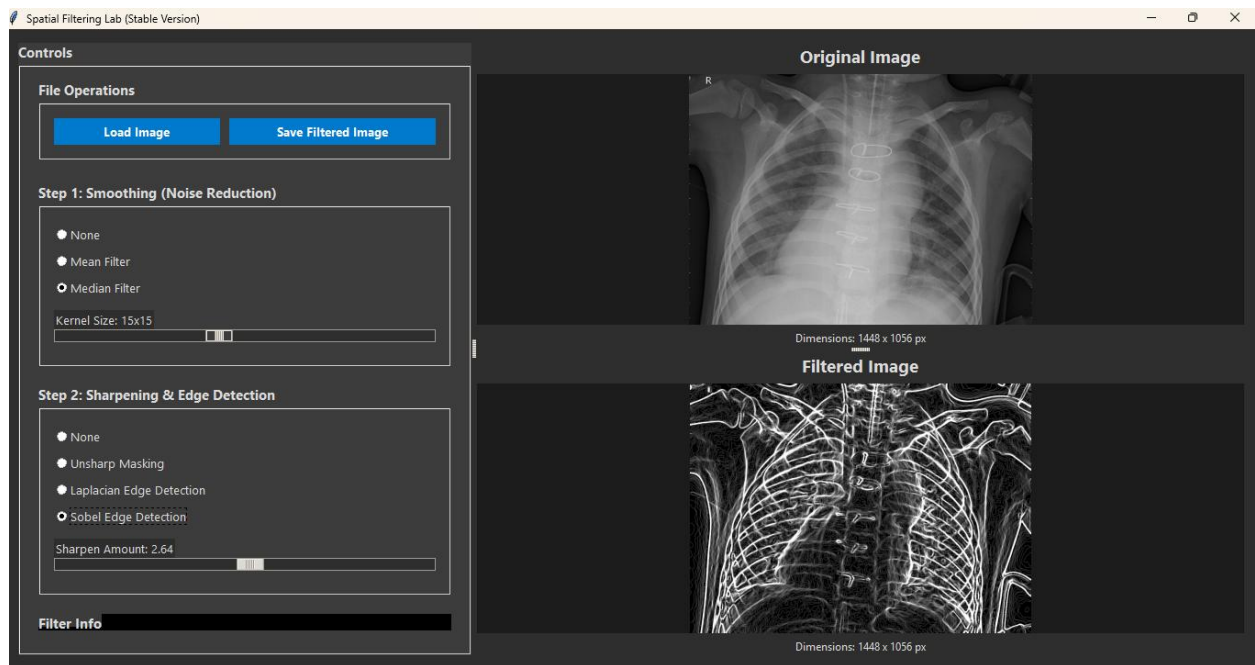 Spatial Filtering Lab (Stable Version)
Controls
File Operations
Load Image Save Filtered Image
Step 1: Smoothing (Noise Reduction)
None
Mean Filter
Median Filter
Kernel Size: 15x15
Step 2: Sharpening & Edge Detection
None
Unsharp Masking
Laplacian Edge Detection
Sobel Edge Detection
Sharpen Amount: 2.64
Filter Info
Original Image
R
Dimensions: 1448 x 1056 px
Filtered Image
Dimensions: 1448 x 1056 px